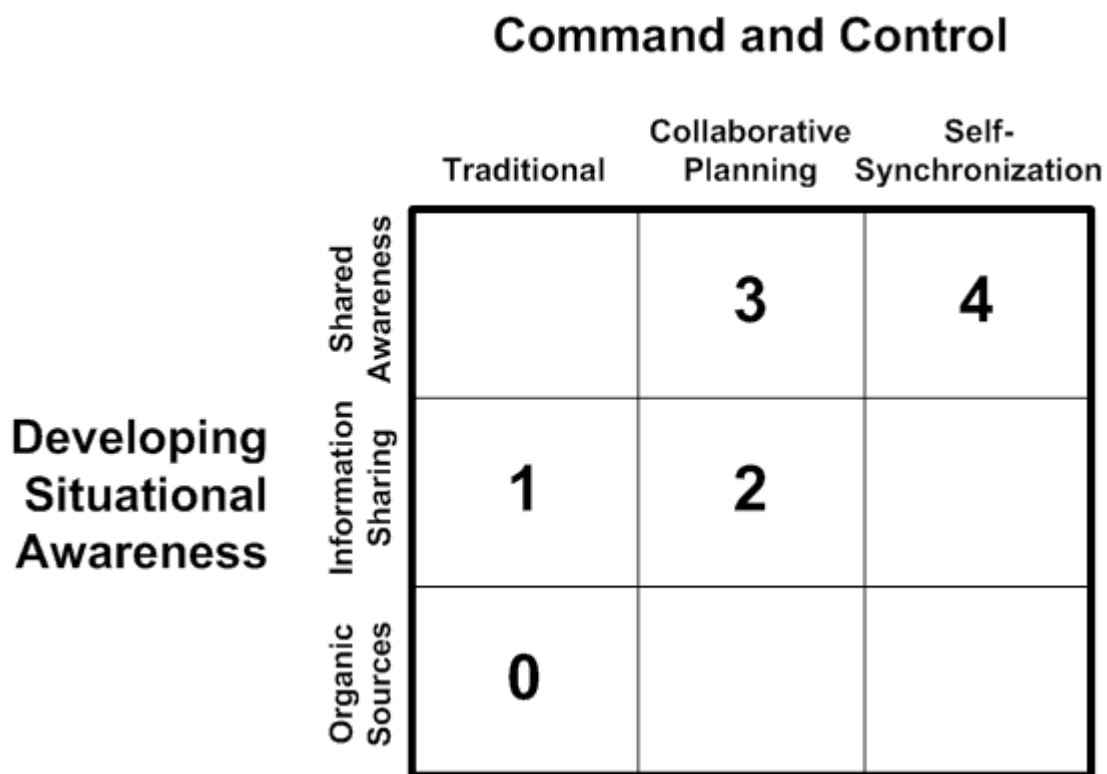 Command and Control
Traditional
Collaborative
Planning
Self-
Synchronization
Developing
Situational
Awareness
Shared
Awareness
3
4
Information
Sharing
1
2
Organic
Sources
0